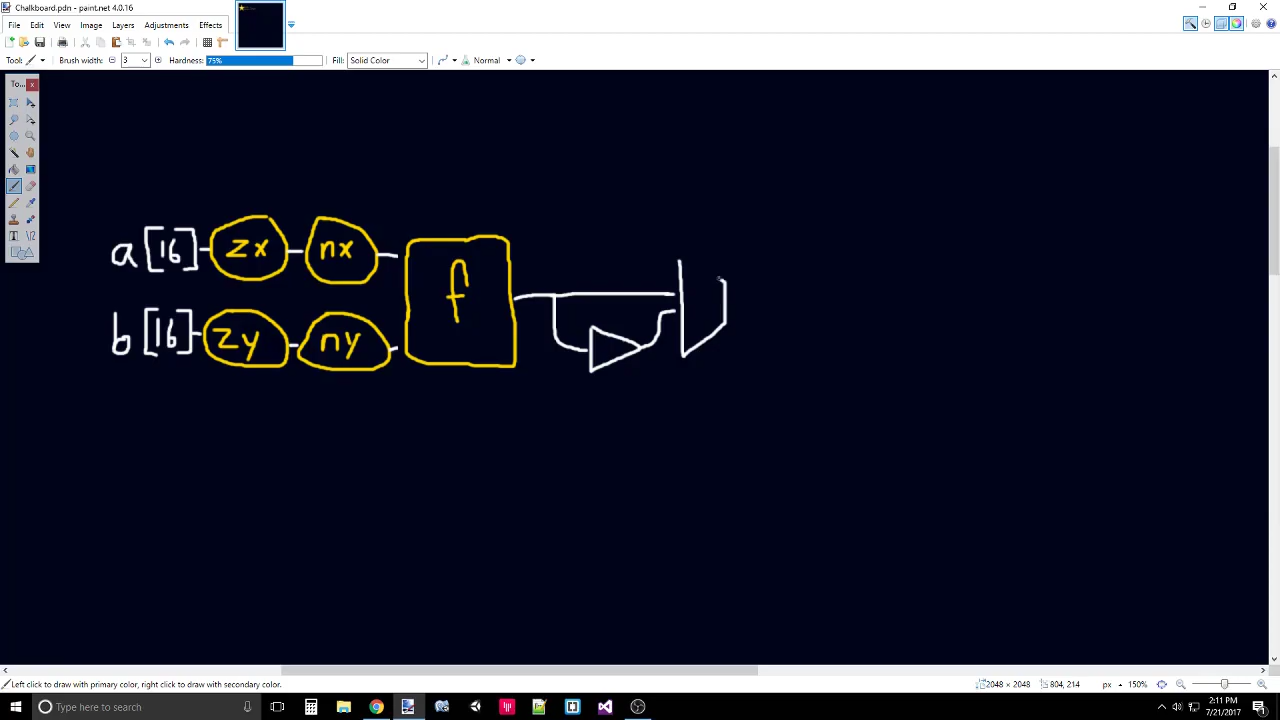 Chalkboard.pdn - paint.net 4.0.16
File Edit View Image Layers Adjustments Effects
Tool: Brush width: 3 Hardness: 75% Fill: Solid Color Normal
To... x
a [16] zx nx
f
b [16] zy ny
Left click to draw with primary color, right click to draw with secondary color. 2048 × 2048 804, 214 px 150%
Type here to search 2:11 PM
7/21/2017